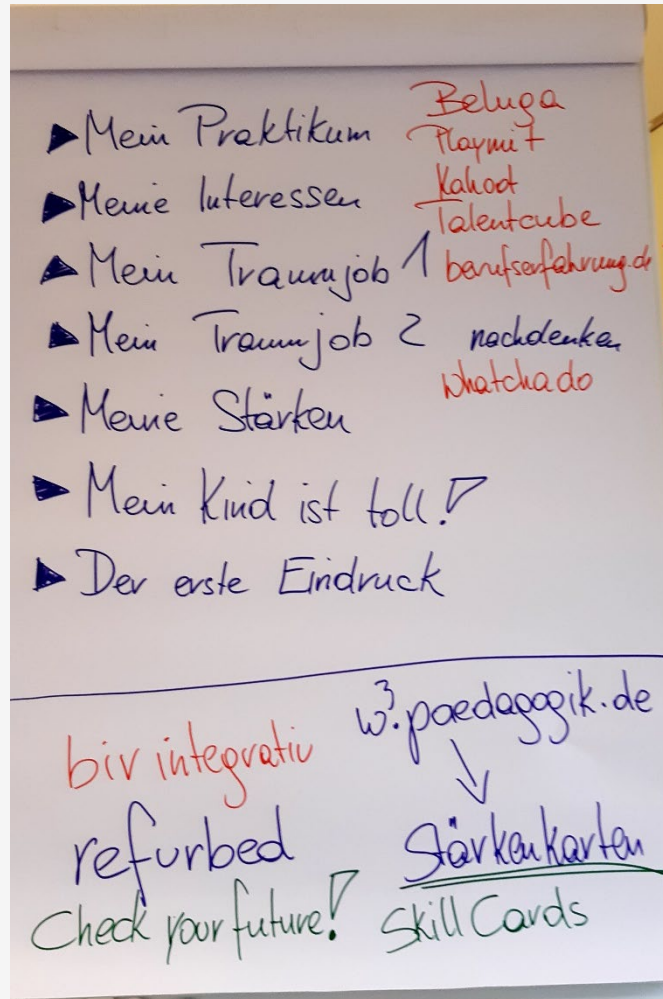 ▶ Mein Praktikum
▶ Meine Interessen
▶ Mein Traumjob 1
▶ Mein Traumjob 2 nachdenken
▶ Meine Stärken
▶ Mein Kind ist toll!
▶ Der erste Eindruck
Beluga
Playmit
Kahoot
Talentcube
berufserfahrung.de
whatchado
biv integrativ
w³.paedagogik.de
refurbed
Stärkenkarten
Check your future!
Skill Cards